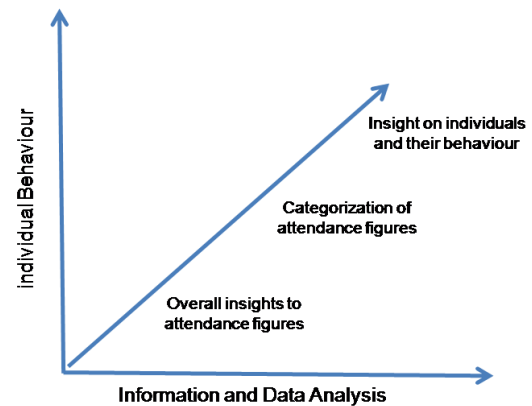 Individual Behaviour
Insight on individuals
and their behaviour
Categorization of
attendance figures
Overall insights to
attendance figures
Information and Data Analysis